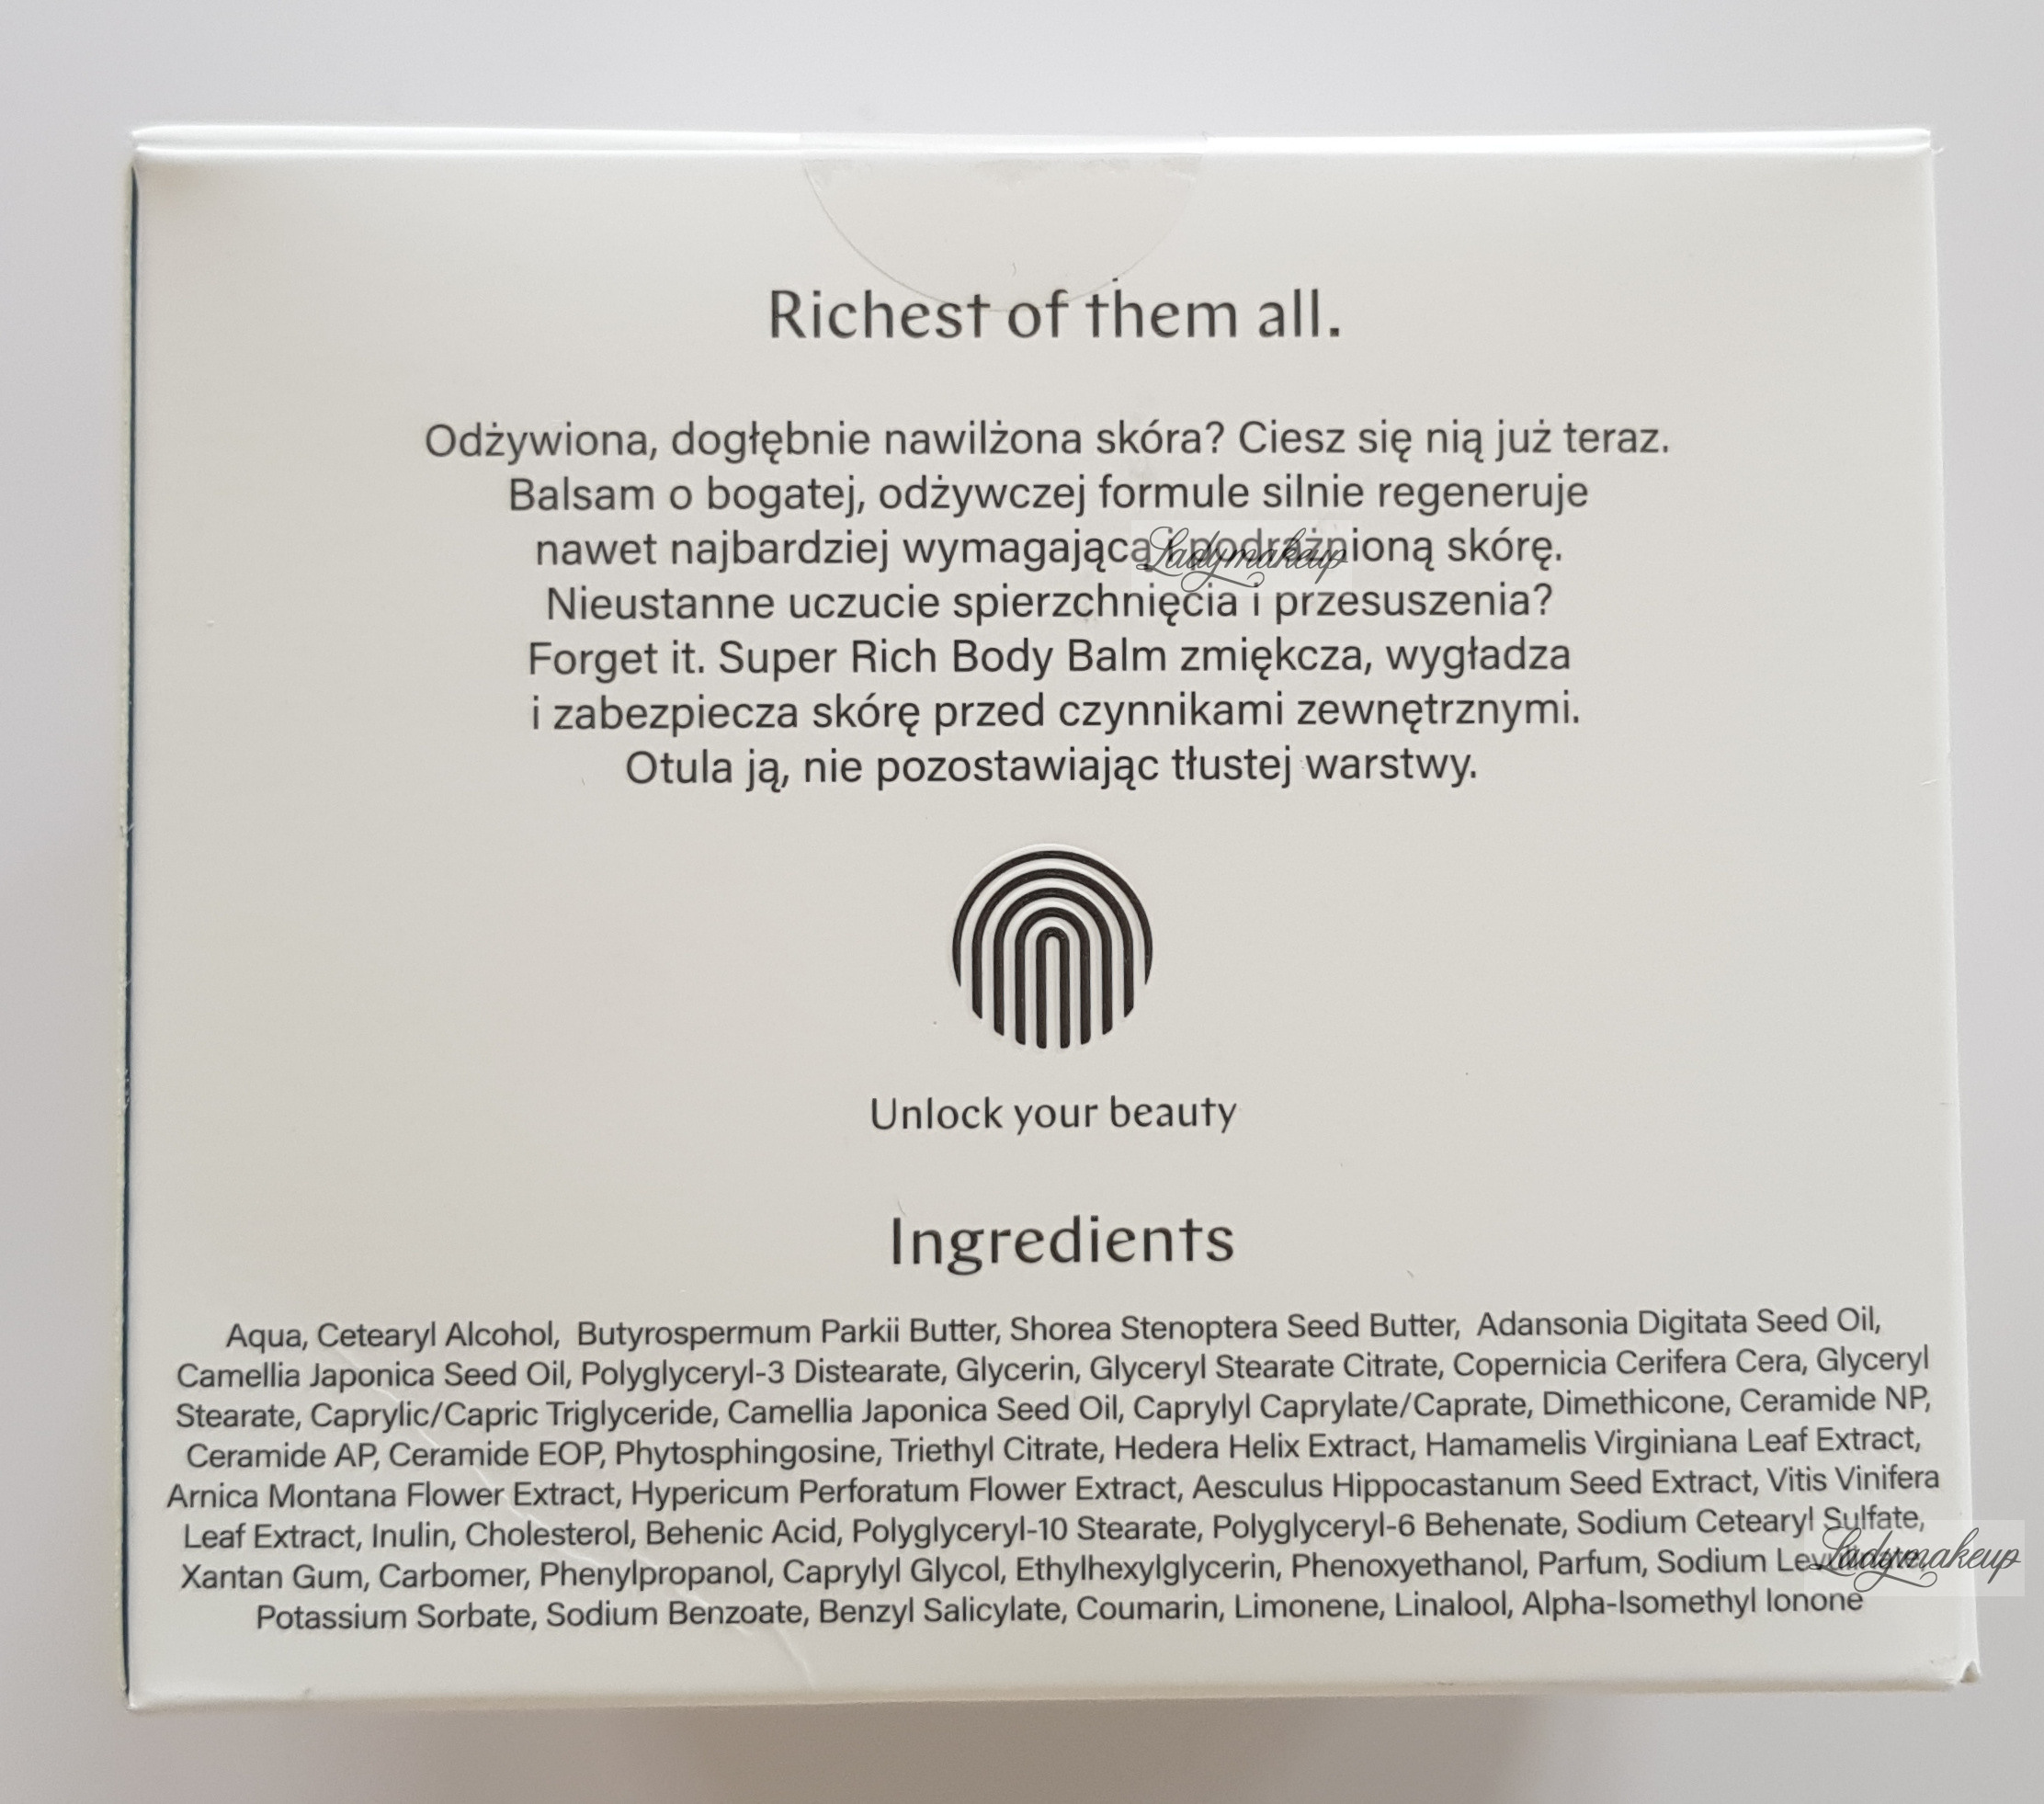 Richest of them all.
Odżywiona, dogłębnie nawilżona skóra? Ciesz się nią już teraz.
Balsam o bogatej, odżywczej formule silnie regeneruje
nawet najbardziej wymagającą i podrażnioną skórę.
Ladymakeup
Nieustanne uczucie spierzchnięcia i przesuszenia?
Forget it. Super Rich Body Balm zmiękcza, wygładza
i zabezpiecza skórę przed czynnikami zewnętrznymi.
Otula ją, nie pozostawiając tłustej warstwy.
Unlock your beauty
Ingredients
Aqua, Cetearyl Alcohol, Butyrospermum Parkii Butter, Shorea Stenoptera Seed Butter, Adansonia Digitata Seed Oil,
Camellia Japonica Seed Oil, Polyglyceryl-3 Distearate, Glycerin, Glyceryl Stearate Citrate, Copernicia Cerifera Cera, Glyceryl
Stearate, Caprylic/Capric Triglyceride, Camellia Japonica Seed Oil, Caprylyl Caprylate/Caprate, Dimethicone, Ceramide NP,
Ceramide AP, Ceramide EOP, Phytosphingosine, Triethyl Citrate, Hedera Helix Extract, Hamamelis Virginiana Leaf Extract,
Arnica Montana Flower Extract, Hypericum Perforatum Flower Extract, Aesculus Hippocastanum Seed Extract, Vitis Vinifera
Leaf Extract, Inulin, Cholesterol, Behenic Acid, Polyglyceryl-10 Stearate, Polyglyceryl-6 Behenate, Sodium Cetearyl Sulfate,
Xantan Gum, Carbomer, Phenylpropanol, Caprylyl Glycol, Ethylhexylglycerin, Phenoxyethanol, Parfum, Sodium
Ladymakeup
Potassium Sorbate, Sodium Benzoate, Benzyl Salicylate, Coumarin, Limonene, Linalool, Alpha-Isomethyl Ionone